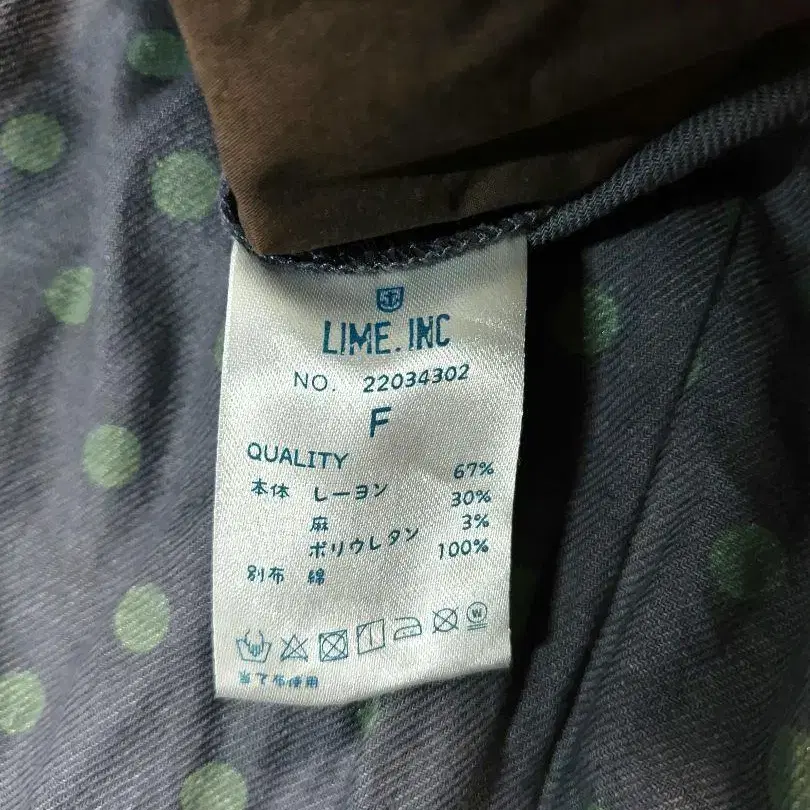 LIME.INC
NO. 22034302
F
QUALITY
本体 レーヨン 67%
麻 30%
ポリウレタン 3%
別布 綿 100%
W
当て布使用